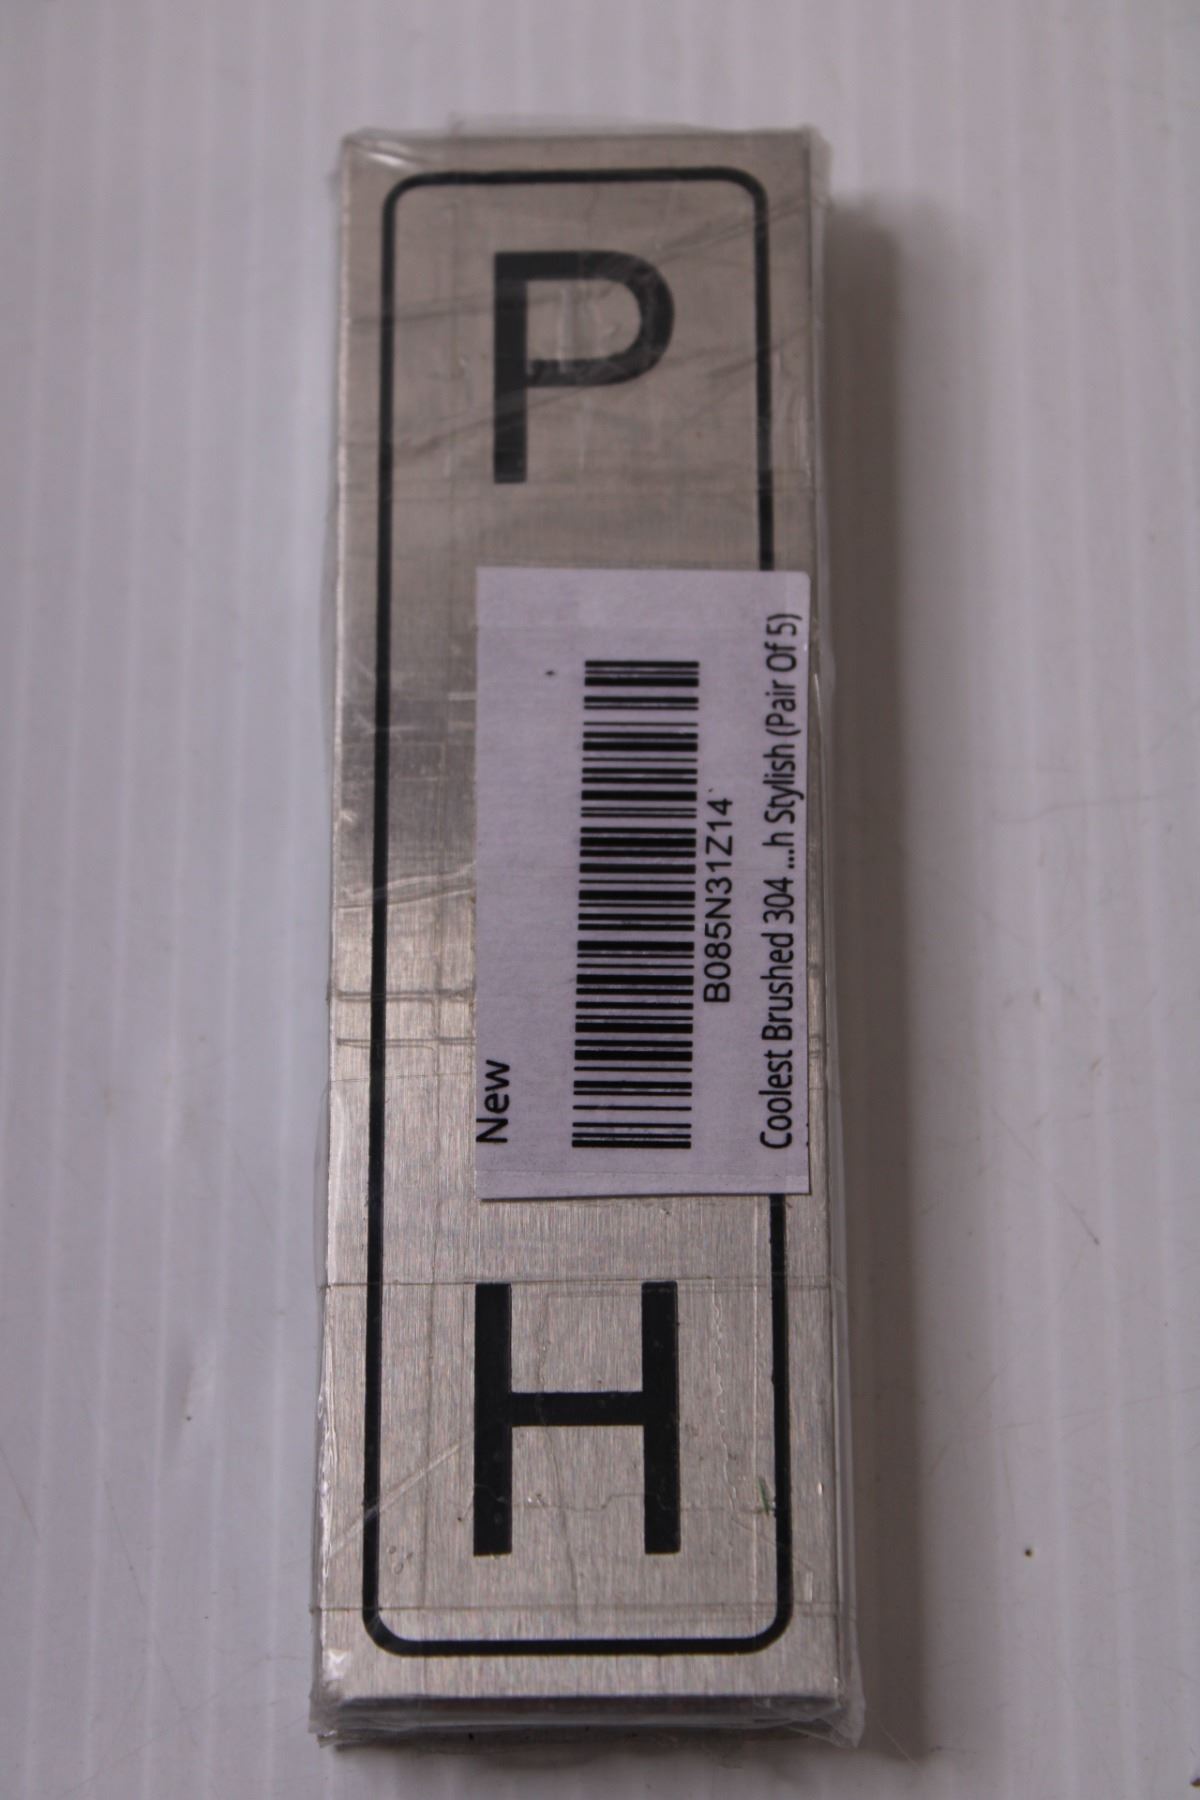 P
New
B085N31Z14
Coolest Brushed 304 ...h Stylish (Pair Of 5)
H